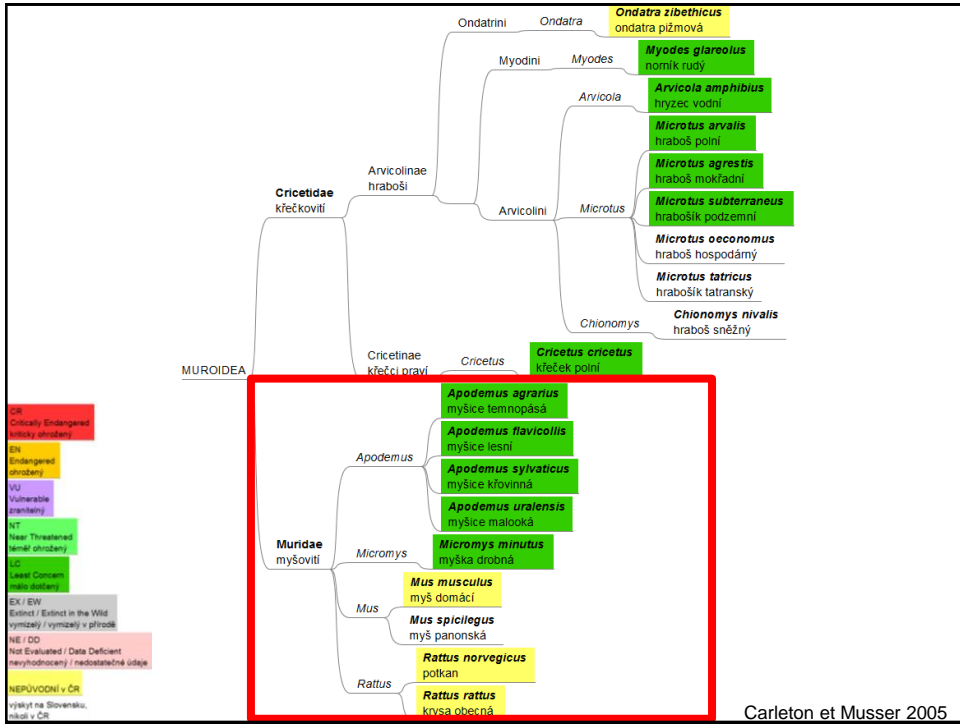 Ondatrini
Ondatra
Ondatra zibethicus
ondatra pižmová
Myodini
Myodes
Myodes glareolus
norník rudý
Arvicola
Arvicola amphibius
hryzec vodní
Microtus arvalis
hraboš polní
Arvicolinae
hraboši
Microtus agrestis
hraboš mokřadní
Cricetidae
křečkovití
Arvicolini
Microtus
Microtus subterraneus
hrabošík podzemní
Microtus oeconomus
hraboš hospodárný
Microtus tatricus
hrabošík tatranský
Chionomys
Chionomys nivalis
hraboš sněžný
MUROIDEA
Cricetinae
křečci praví
Cricetus
Cricetus cricetus
křeček polní
Apodemus agrarius
myšice temnopásá
Apodemus flavicollis
myšice lesní
Apodemus
Apodemus sylvaticus
myšice křovinná
Apodemus uralensis
myšice malooká
Muridae
myšovití
Micromys
Micromys minutus
myška drobná
Mus
Mus musculus
myš domácí
Mus spicilegus
myš panonská
Rattus
Rattus norvegicus
potkan
Rattus rattus
krysa obecná
CR
Critically Endangered
kriticky ohrožený
EN
Endangered
ohrožený
VU
Vulnerable
zranitelný
NT
Near Threatened
téměř ohrožený
LC
Least Concern
málo dotčený
EX / EW
Extinct / Extinct in the Wild
vymizelý / vymizelý v přírodě
NE / DD
Not Evaluated / Data Deficient
nevyhodnocený / nedostatečné údaje
NEPŮVODNÍ v ČR
výskyt na Slovensku,
nikoli v ČR
Carleton et Musser 2005